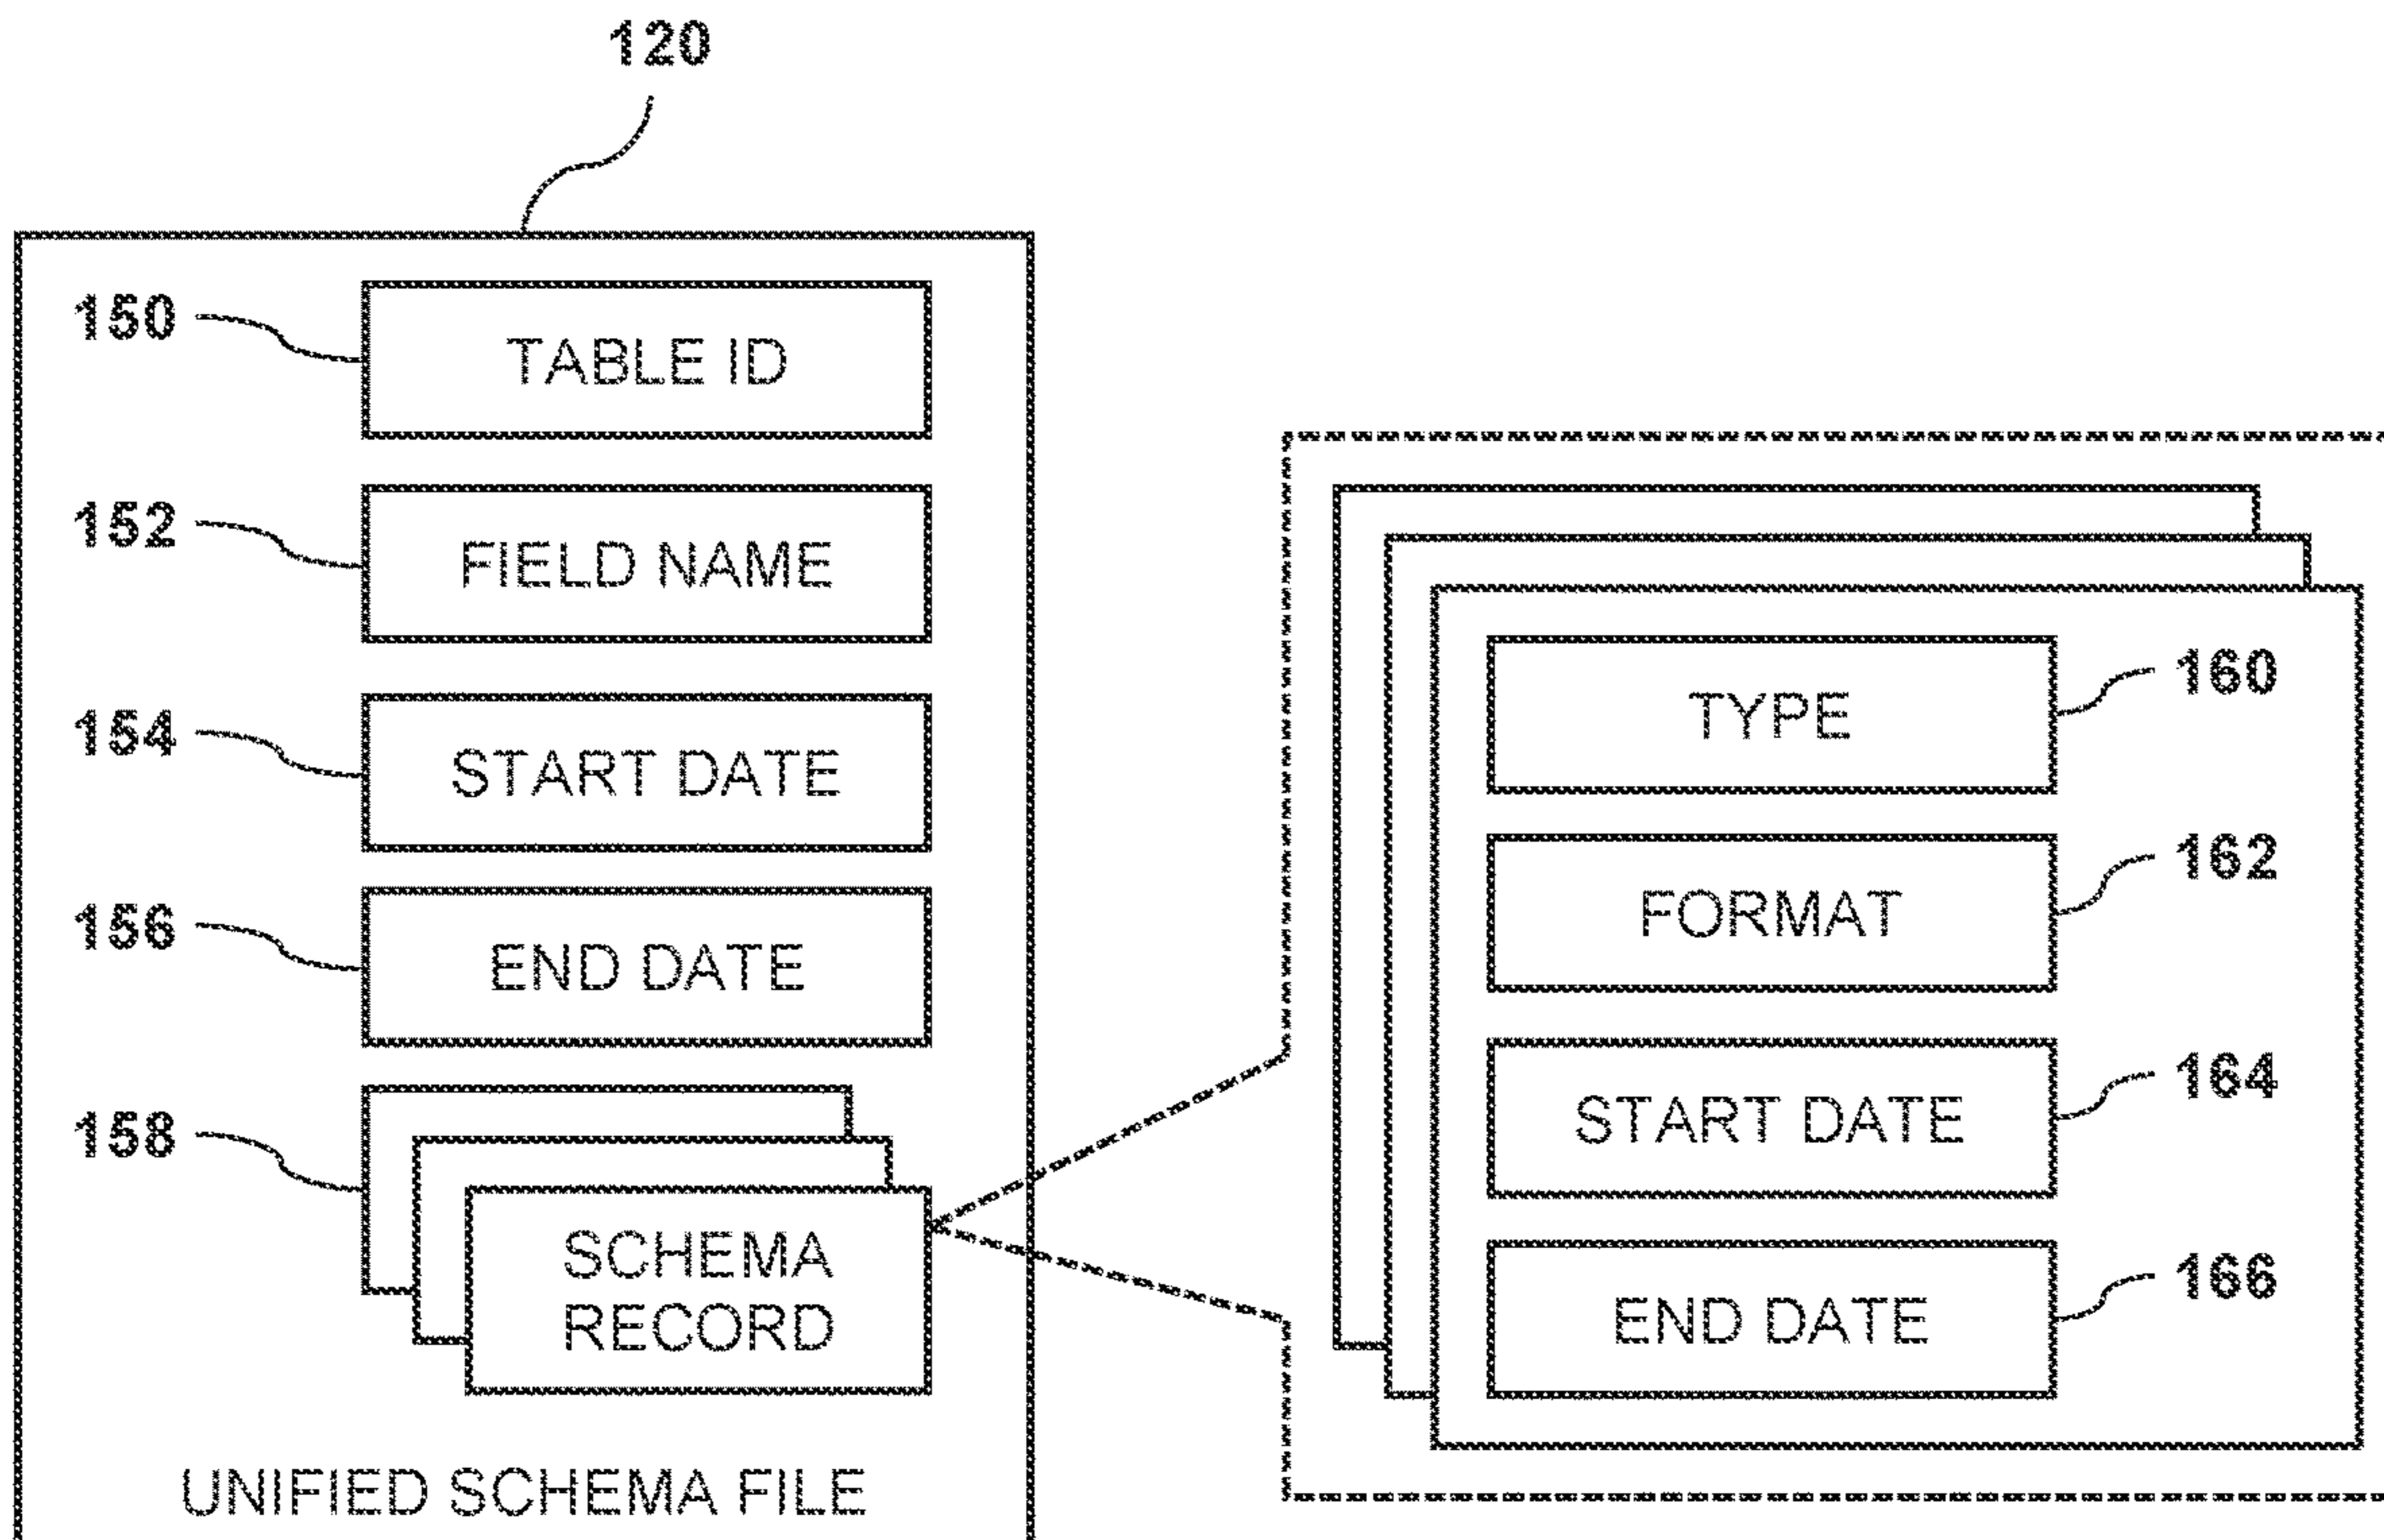 120
150
TABLE ID
152
FIELD NAME
154
START DATE
156
END DATE
158
SCHEMA
RECORD
UNIFIED SCHEMA FILE
TYPE
160
FORMAT
162
START DATE
164
END DATE
166